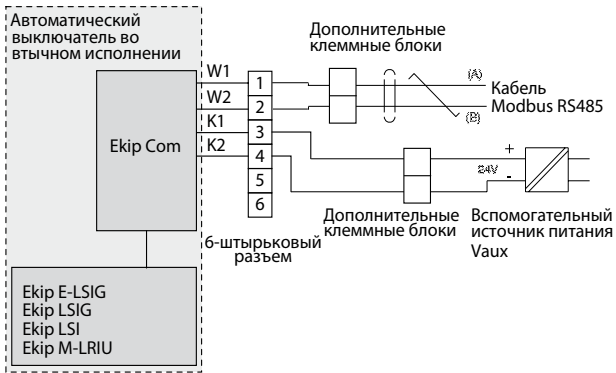 Автоматический
выключатель во
втычном исполнении
Ekip Com
W1
W2
K1
K2
1
2
3
4
5
6
6-штырьковый
разъем
Дополнительные
клеммные блоки
(A)
(B)
Кабель
Modbus RS485
+
24V
-
Дополнительные
клеммные блоки
Вспомогательный
источник питания
Vaux
Ekip E-LSIG
Ekip LSIG
Ekip LSI
Ekip M-LRIU